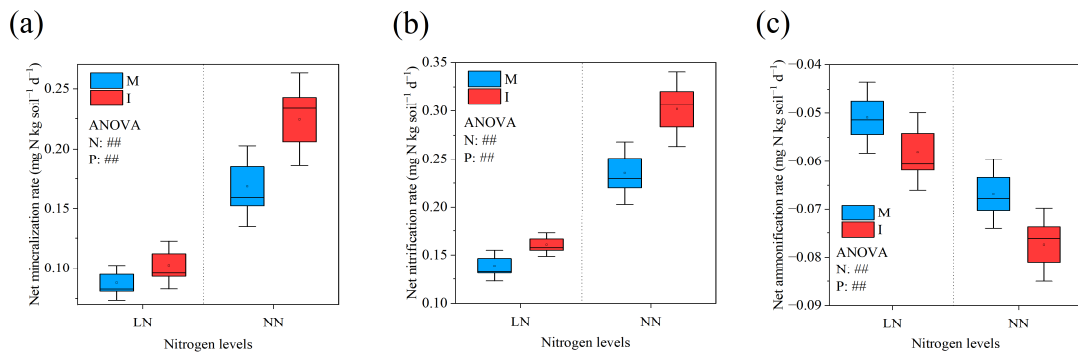 (a)
Net mincralization rate (mg N kg soil⁻¹ d⁻¹)
0.25
0.20
0.15
0.10
M
I
ANOVA
N: ##
P: ##
LN
NN
Nitrogen levels
(b)
Net nitrification rate (mg N kg soil⁻¹ d⁻¹)
0.35
0.30
0.25
0.20
0.15
0.10
M
I
ANOVA
N: ##
P: ##
LN
NN
Nitrogen levels
(c)
Net ammonification rate (mg N kg soil⁻¹ d⁻¹)
−0.04
−0.05
−0.06
−0.07
−0.08
−0.09
M
I
ANOVA
N: ##
P: ##
LN
NN
Nitrogen levels